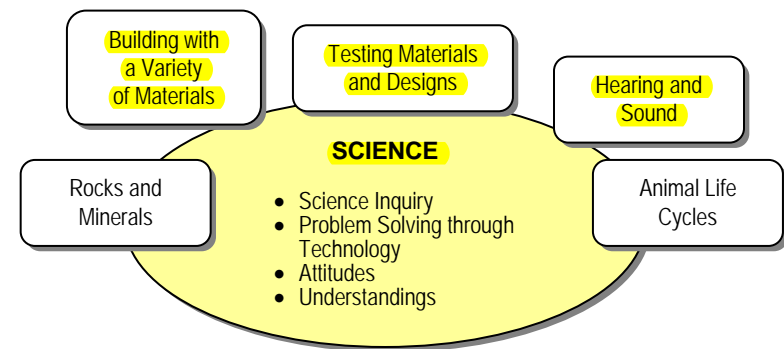 Building with
a Variety
of Materials
Testing Materials
and Designs
Hearing and
Sound
Rocks and
Minerals
SCIENCE
• Science Inquiry
• Problem Solving through
Technology
• Attitudes
• Understandings
Animal Life
Cycles